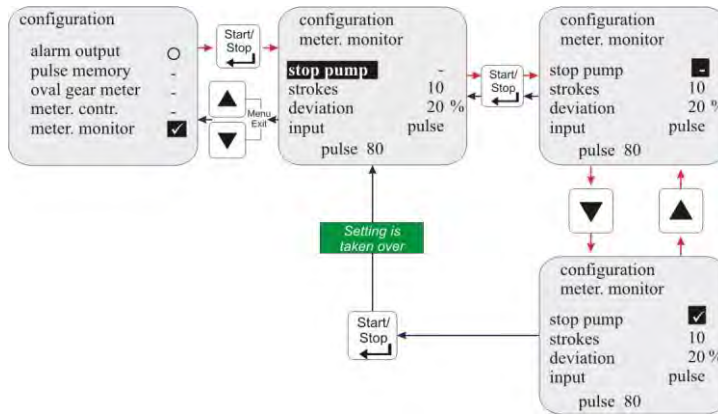 configuration
alarm output
pulse memory -
oval gear meter -
meter. contr. -
meter. monitor ✓
Start/
Stop
Menu
Exit
configuration
meter. monitor
stop pump -
strokes 10
deviation 20 %
input pulse
pulse 80
Start/
Stop
configuration
meter. monitor
stop pump -
strokes 10
deviation 20 %
input pulse
pulse 80
Setting is
taken over
Start/
Stop
configuration
meter. monitor
stop pump ✓
strokes 10
deviation 20 %
input pulse
pulse 80